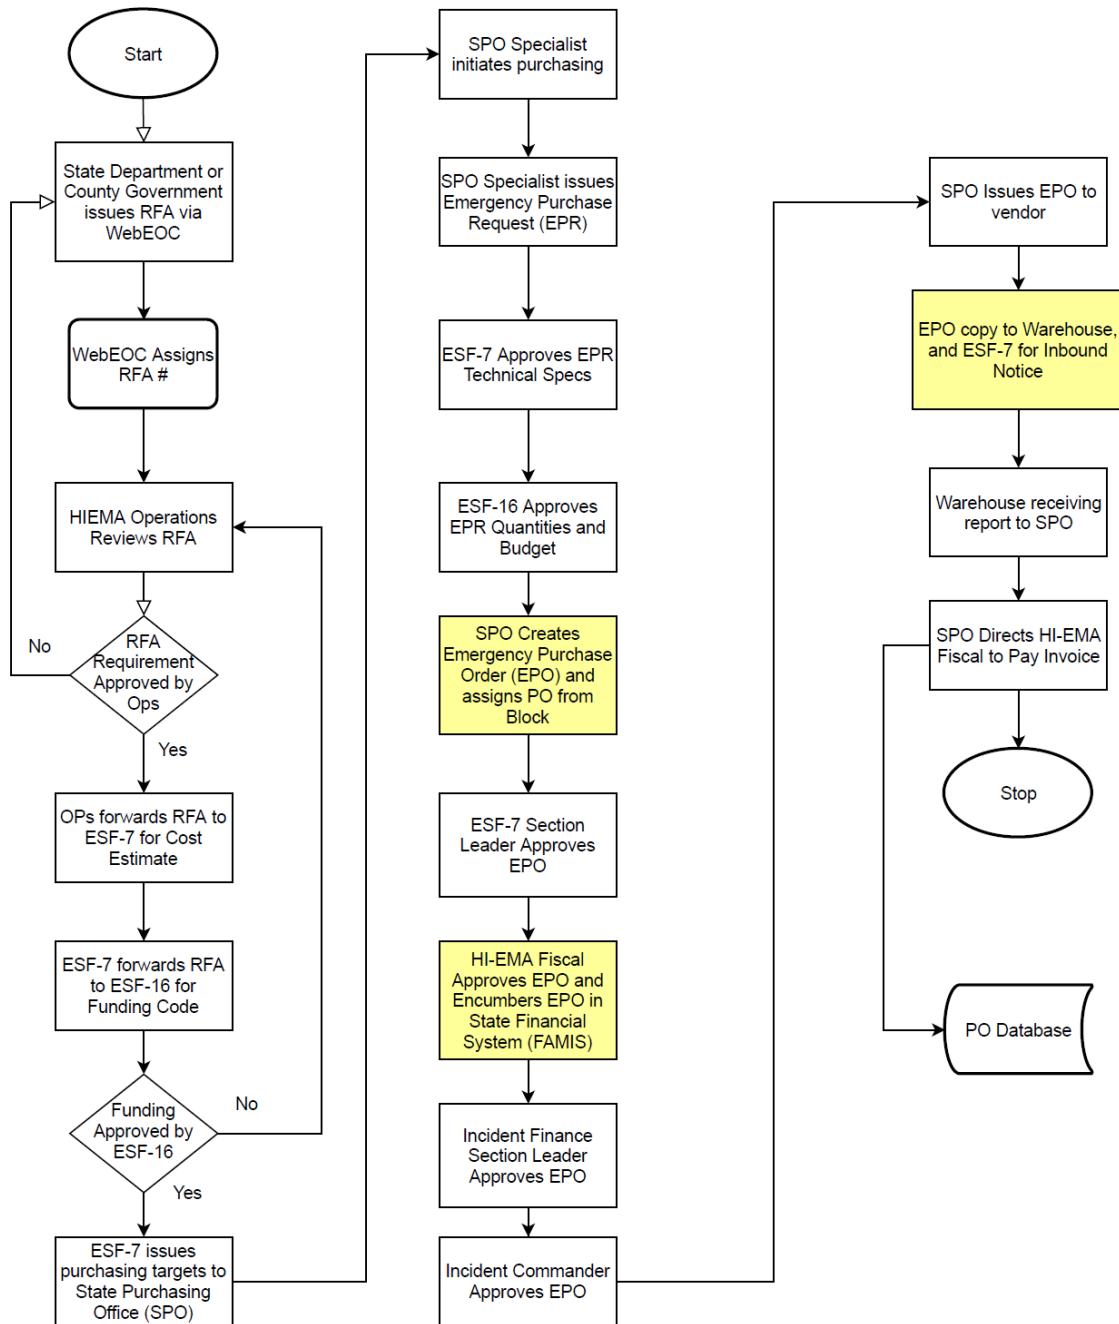 Start
State Department or
County Government
issues RFA via
WebEOC
WebEOC Assigns
RFA #
HIEMA Operations
Reviews RFA
No
RFA
Requirement
Approved by
Ops
Yes
OPs forwards RFA to
ESF-7 for Cost
Estimate
ESF-7 forwards RFA
to ESF-16 for
Funding Code
No
Funding
Approved by
ESF-16
Yes
ESF-7 issues
purchasing targets to
State Purchasing
Office (SPO)
SPO Specialist
initiates purchasing
SPO Specialist issues
Emergency Purchase
Request (EPR)
ESF-7 Approves EPR
Technical Specs
ESF-16 Approves
EPR Quantities and
Budget
SPO Creates
Emergency Purchase
Order (EPO) and
assigns PO from
Block
ESF-7 Section
Leader Approves
EPO
HI-EMA Fiscal
Approves EPO and
Encumbers EPO in
State Financial
System (FAMIS)
Incident Finance
Section Leader
Approves EPO
Incident Commander
Approves EPO
SPO Issues EPO to
vendor
EPO copy to Warehouse,
and ESF-7 for Inbound
Notice
Warehouse receiving
report to SPO
SPO Directs HI-EMA
Fiscal to Pay Invoice
Stop
PO Database